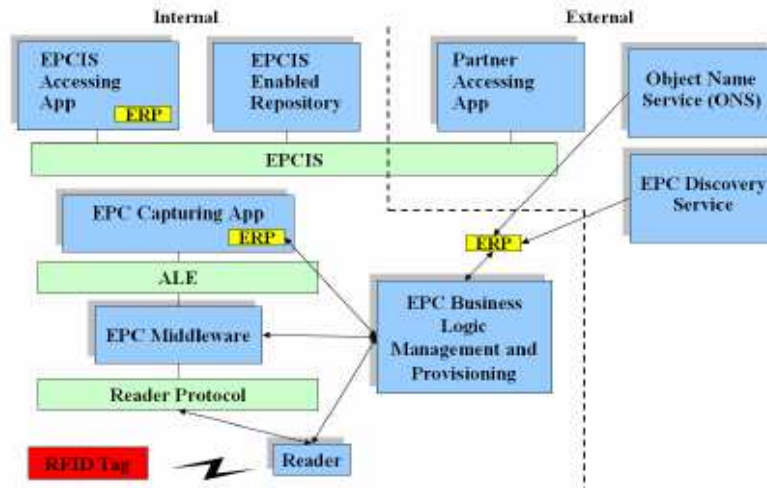 Internal
External
EPCIS
Accessing
App
ERP
EPCIS
Enabled
Repository
Partner
Accessing
App
Object Name
Service (ONS)
EPCIS
EPC Discovery
Service
EPC Capturing App
ERP
ERP
ALE
EPC Middleware
EPC Business
Logic
Management and
Provisioning
Reader Protocol
RFID Tag
Reader